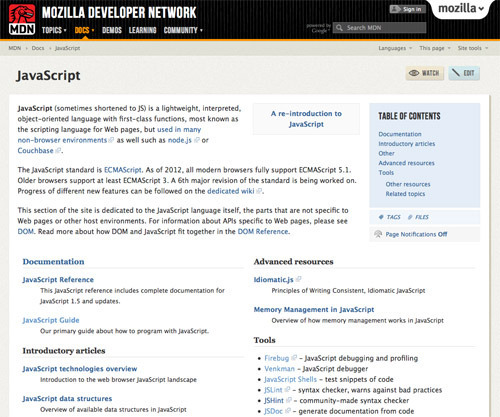 MOZILLA DEVELOPER NETWORK
Sign in
mozilla
MDN
TOPICS DOCS DEMOS LEARNING COMMUNITY
powered by Google
Search MDN
MDN Docs JavaScript
Languages This page Site tools
JavaScript
WATCH EDIT
JavaScript (sometimes shortened to JS) is a lightweight, interpreted,
object-oriented language with first-class functions, most known as
the scripting language for Web pages, but used in many
non-browser environments as well such as node.js or
Couchbase.
A re-introduction to
JavaScript
The JavaScript standard is ECMAScript. As of 2012, all modern browsers fully support ECMAScript 5.1.
Older browsers support at least ECMAScript 3. A 6th major revision of the standard is being worked on.
Progress of different new features can be followed on the dedicated wiki.
This section of the site is dedicated to the JavaScript language itself, the parts that are not specific to
Web pages or other host environments. For information about APIs specific to Web pages, please see
DOM. Read more about how DOM and JavaScript fit together in the DOM Reference.
TABLE OF CONTENTS
Documentation
Introductory articles
Other
Advanced resources
Tools
Other resources
Related topics
TAGS FILES
Page Notifications Off
Documentation
JavaScript Reference
This JavaScript reference includes complete documentation for
JavaScript 1.5 and updates.
JavaScript Guide
Our primary guide about how to program with JavaScript.
Introductory articles
JavaScript technologies overview
Introduction to the web browser JavaScript landscape
JavaScript data structures
Overview of available data structures in JavaScript
Advanced resources
Idiomatic.js
Principles of Writing Consistent, Idiomatic JavaScript
Memory Management in JavaScript
Overview of how memory management works in JavaScript
Tools
• Firebug – JavaScript debugging and profiling
• Venkman – JavaScript debugger
• JavaScript Shells – test snippets of code
• JSLint – syntax checker, warns against bad practices
• JSHint – community-made syntax checker
• JSDoc – generate documentation from code